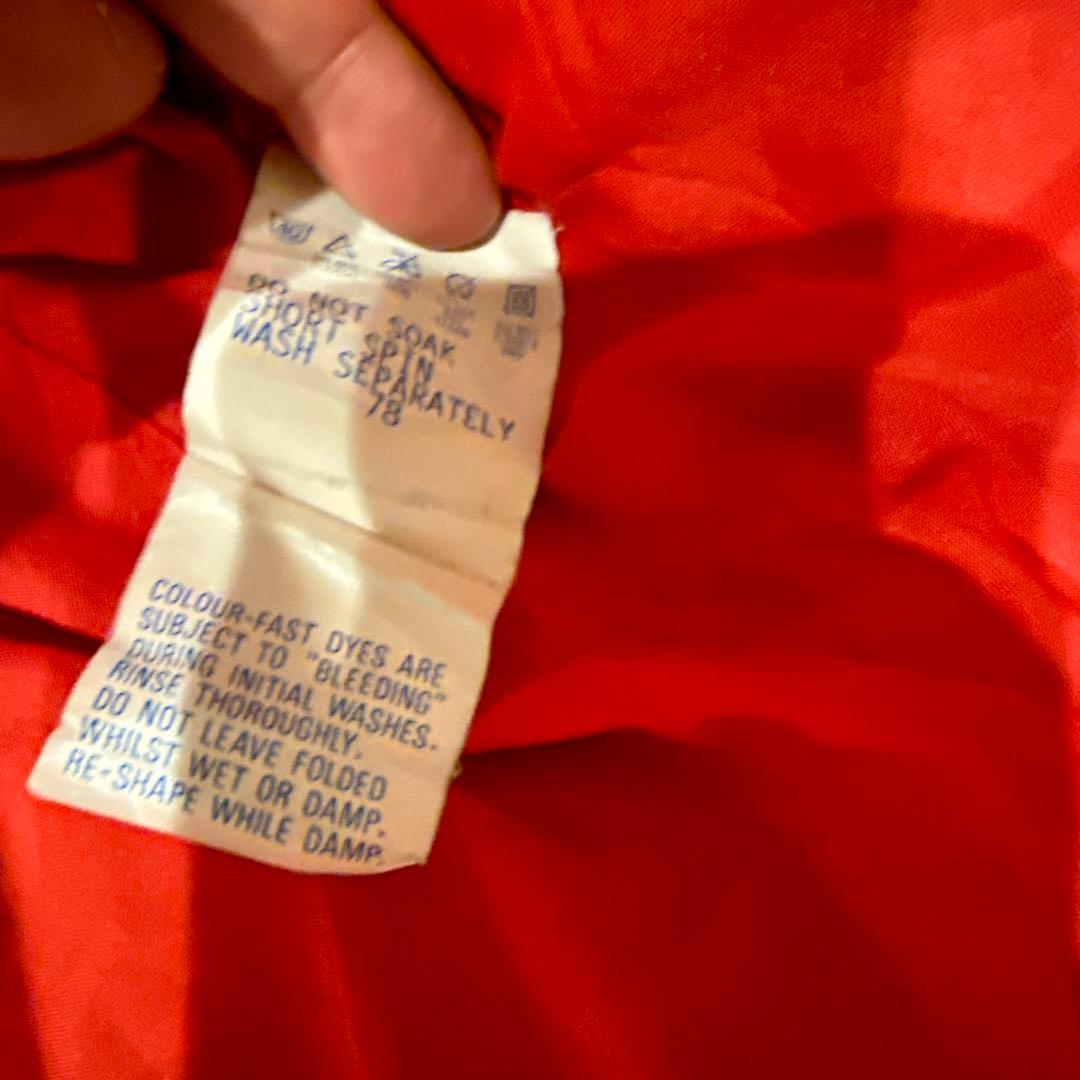 DO NOT SOAK
SHORT SPIN
WASH SEPARATELY
78
COLOUR-FAST DYES ARE
SUBJECT TO "BLEEDING"
DURING INITIAL WASHES.
RINSE THOROUGHLY.
DO NOT LEAVE FOLDED
WHILST WET OR DAMP.
RE-SHAPE WHILE DAMP.